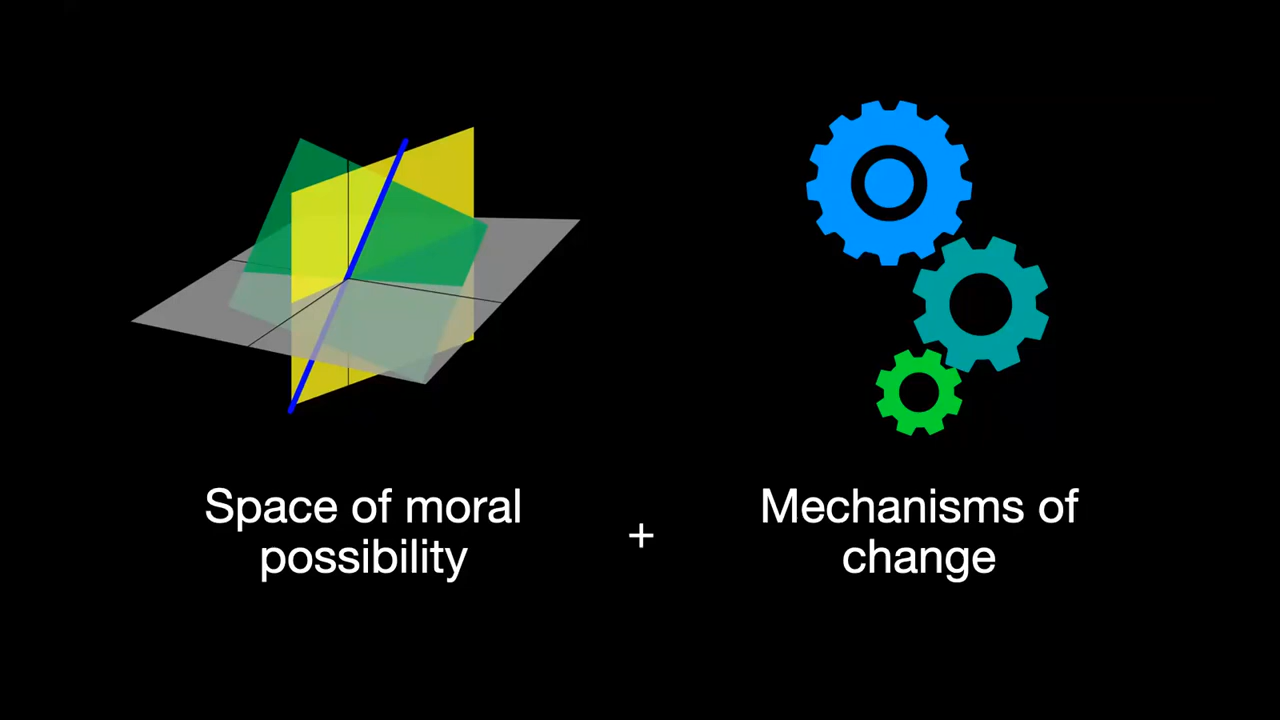 Space of moral
possibility
+
Mechanisms of
change